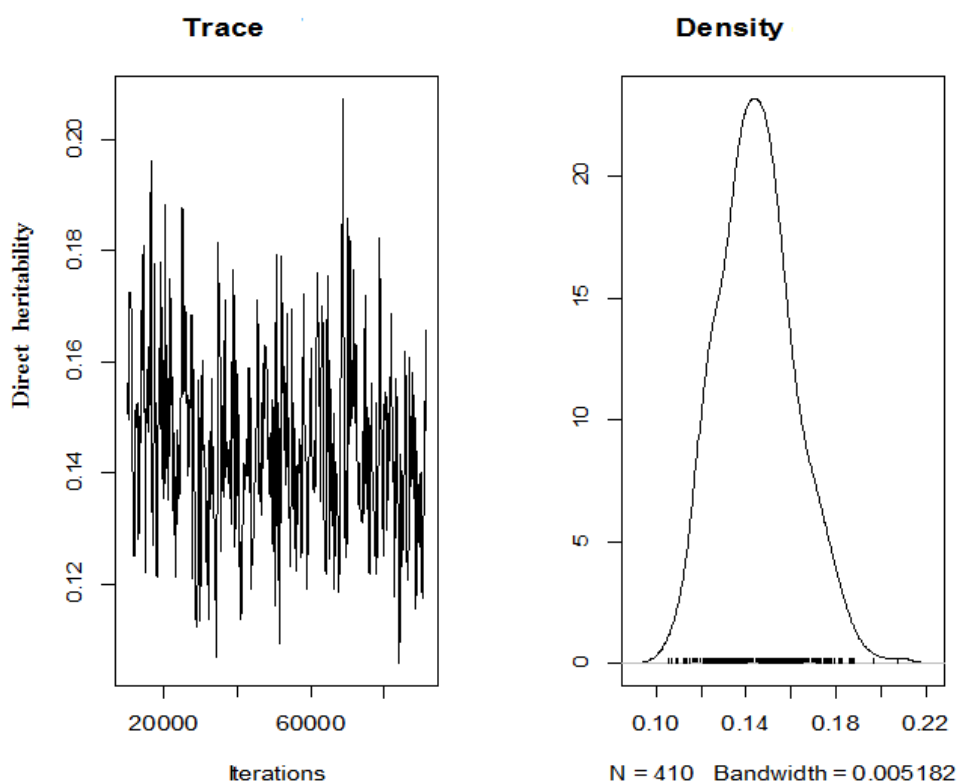 Trace
Density
Direct heritability
0.20
0.18
0.16
0.14
0.12
20000 60000
Iterations
20
15
10
5
0
0.10 0.14 0.18 0.22
N = 410 Bandwidth = 0.005182